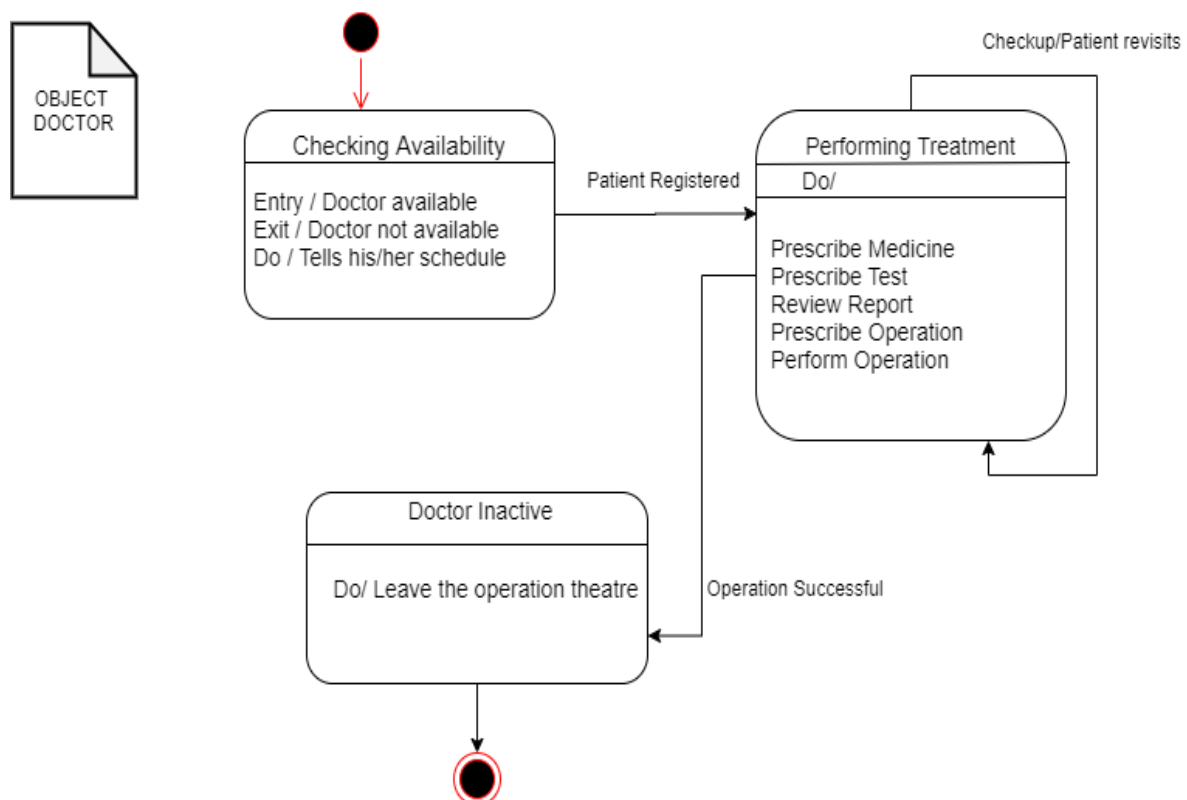 OBJECT
DOCTOR
Checking Availability
Entry / Doctor available
Exit / Doctor not available
Do / Tells his/her schedule
Patient Registered
Checkup/Patient revisits
Performing Treatment
Do/
Prescribe Medicine
Prescribe Test
Review Report
Prescribe Operation
Perform Operation
Operation Successful
Doctor Inactive
Do/ Leave the operation theatre